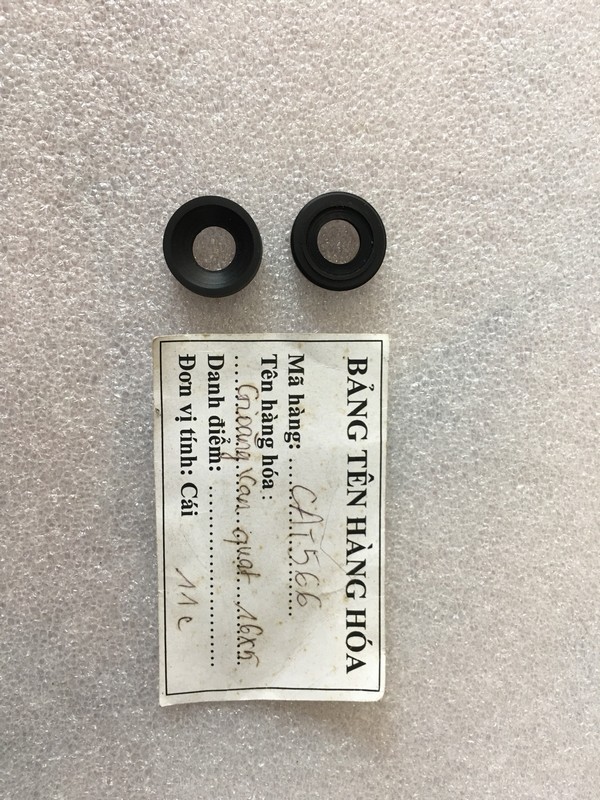 BẢNG TÊN HÀNG HÓA
Mã hàng: ....CAT566
Tên hàng hóa :
.....Gioăng van quạt 16x5
Danh điểm: ........................
Đơn vị tính: Cái 11c